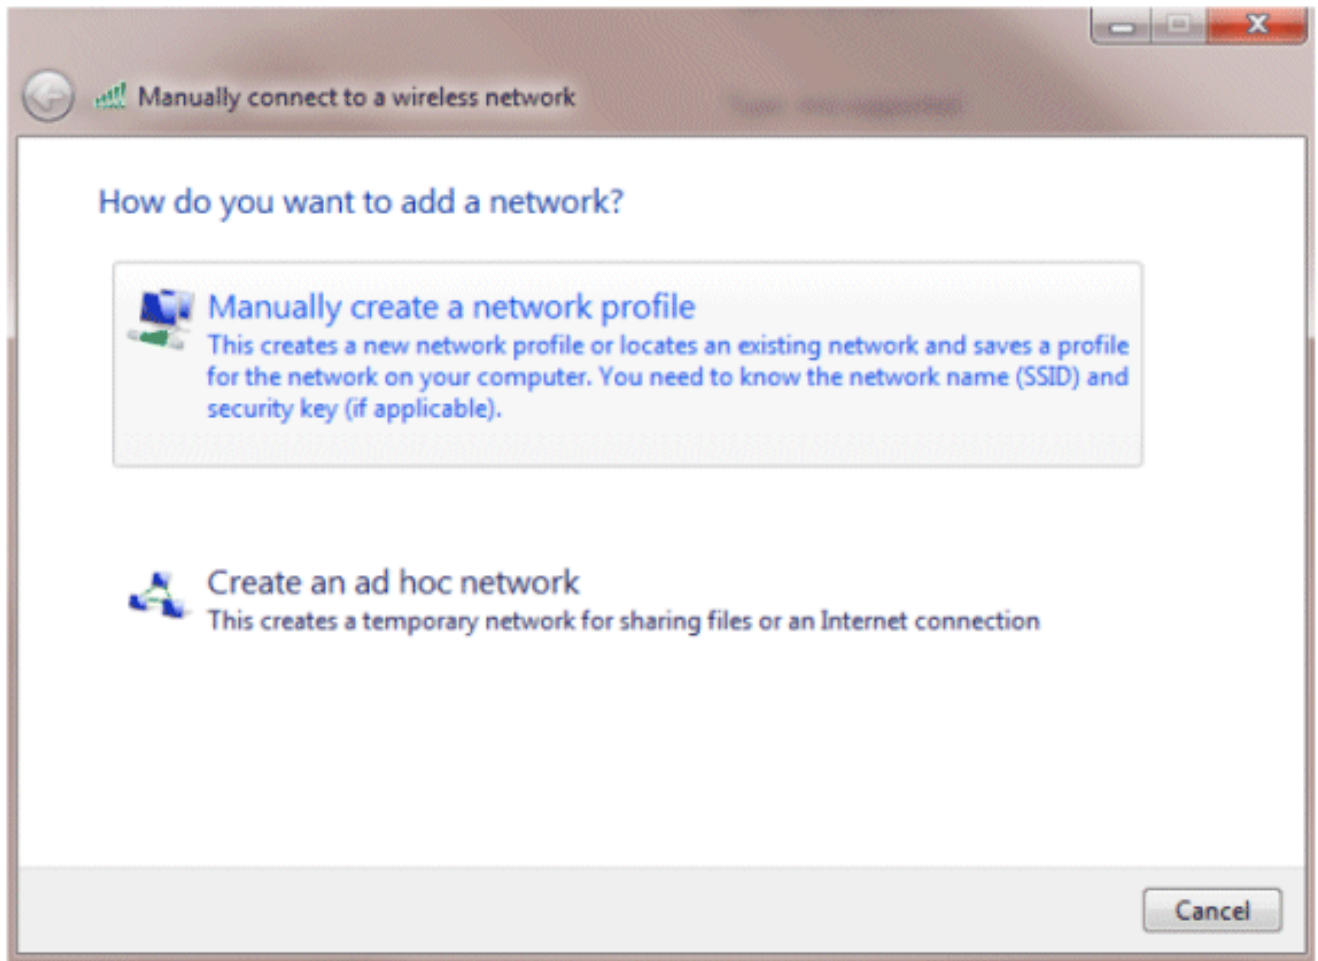 Manually connect to a wireless network
How do you want to add a network?
Manually create a network profile
This creates a new network profile or locates an existing network and saves a profile
for the network on your computer. You need to know the network name (SSID) and
security key (if applicable).
Create an ad hoc network
This creates a temporary network for sharing files or an Internet connection
Cancel